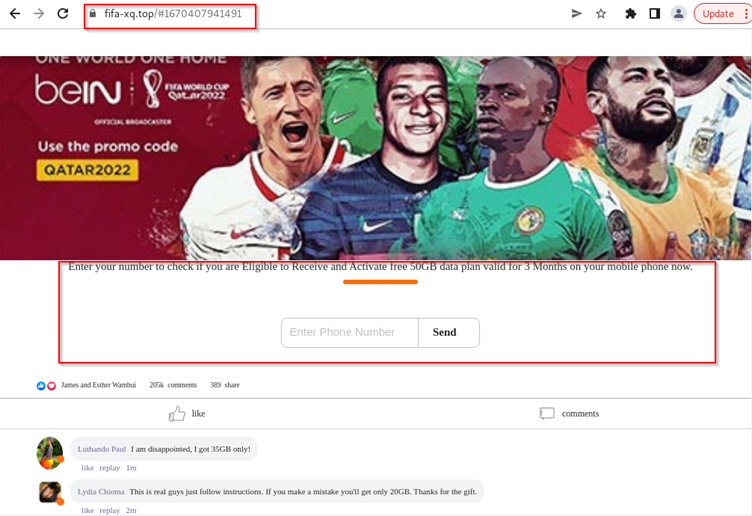 fifa-xq.top/#1670407941491
Update
ONE WORLD ONE HOME
beIN
FIFA WORLD CUP
Qat_ar2022
OFFICIAL BROADCASTER
Use the promo code
QATAR2022
Enter your number to check if you are Eligible to Receive and Activate free 50GB data plan valid for 3 Months on your mobile phone now.
Enter Phone Number
Send
James and Esther Wambui 205k comments 389 share
like
comments
Luthando Paul I am disappointed, I got 35GB only!
like replay 1m
Lydia Chioma This is real guys just follow instructions. If you make a mistake you'll get only 20GB. Thanks for the gift.
like replay 2m